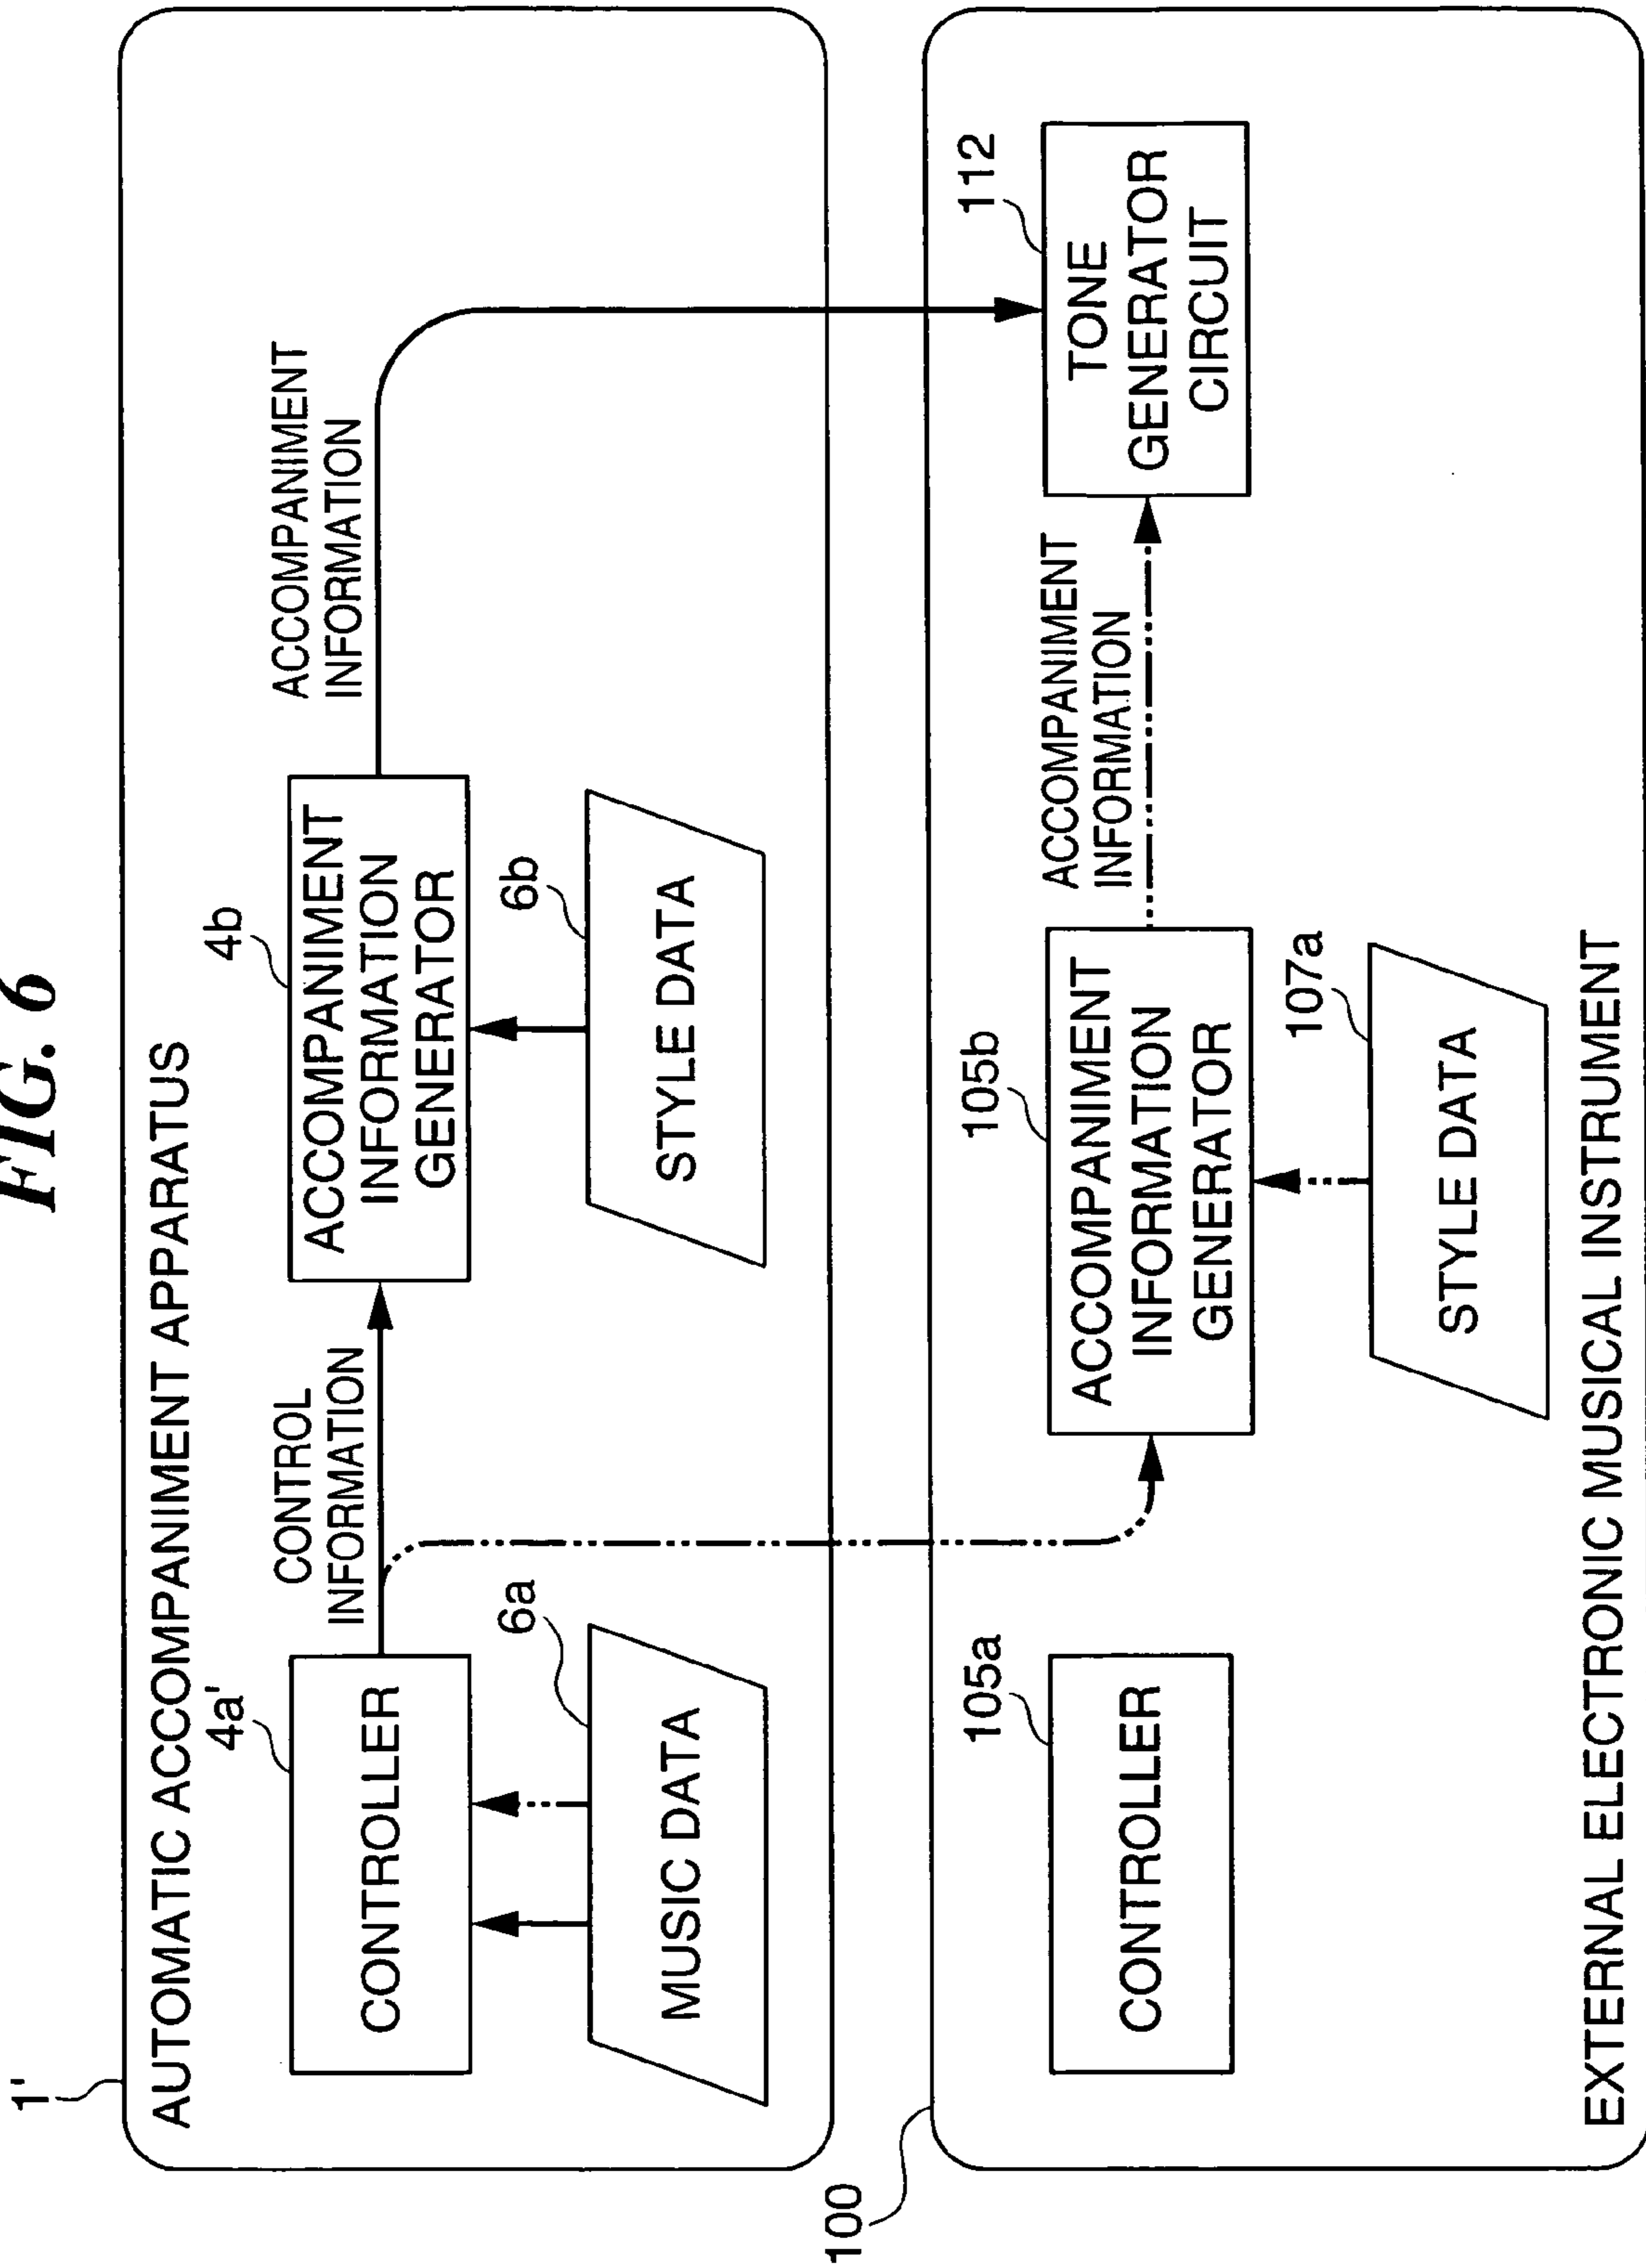 FIG. 6
1'
AUTOMATIC ACCOMPANIMENT APPARATUS
4a'
CONTROLLER
CONTROL
INFORMATION
4b
ACCOMPANIMENT
INFORMATION
GENERATOR
ACCOMPANIMENT
INFORMATION
6a
MUSIC DATA
6b
STYLE DATA
100
105a
CONTROLLER
105b
ACCOMPANIMENT
INFORMATION
GENERATOR
ACCOMPANIMENT
INFORMATION
112
TONE
GENERATOR
CIRCUIT
107a
STYLE DATA
EXTERNAL ELECTRONIC MUSICAL INSTRUMENT